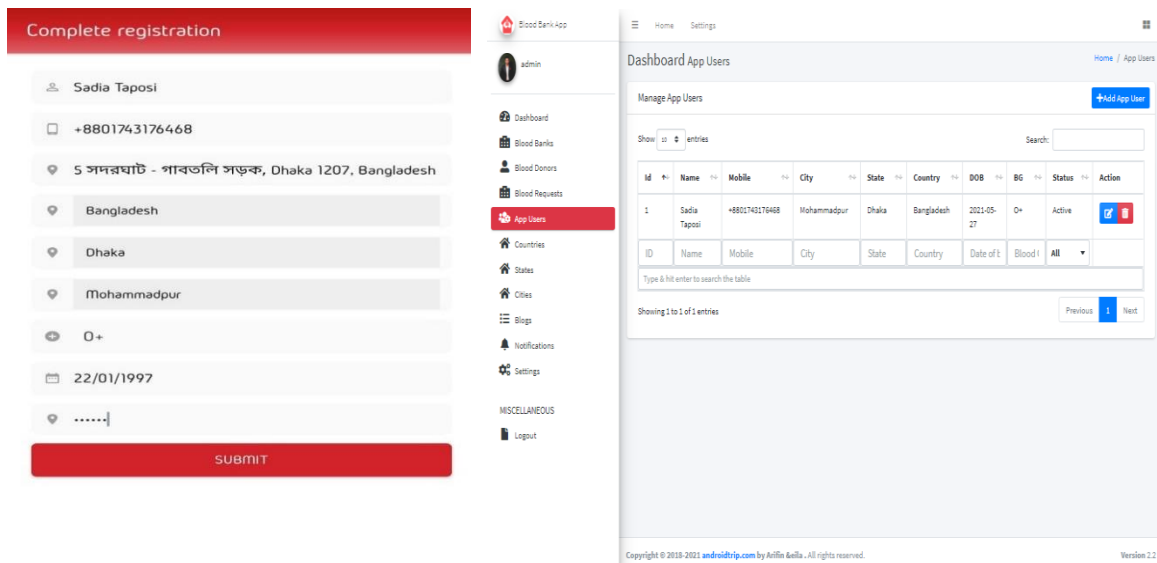 Complete registration
Sadia Taposi
+8801743176468
5 সদরঘাট - গাবতলি সড়ক, Dhaka 1207, Bangladesh
Bangladesh
Dhaka
Mohammadpur
O+
22/01/1997
......
SUBMIT
Blood Bank App
admin
Dashboard
Blood Banks
Blood Donors
Blood Requests
App Users
Countries
States
Cities
Blogs
Notifications
Settings
MISCELLANEOUS
Logout
Home Settings
Dashboard App Users
Home / App Users
Manage App Users
+Add App User
Show 10 entries
Search:
Id Name Mobile City State Country DOB BG Status Action
1 Sadia +8801743176468 Mohammadpur Dhaka Bangladesh 2021-05- O+ Active
Taposi 27
ID Name Mobile City State Country Date of b Blood All
Type & hit enter to search the table
Showing 1 to 1 of 1 entries
Previous 1 Next
Copyright © 2018-2021 androidtrip.com by Arifin &eila . All rights reserved.
Version 2.2